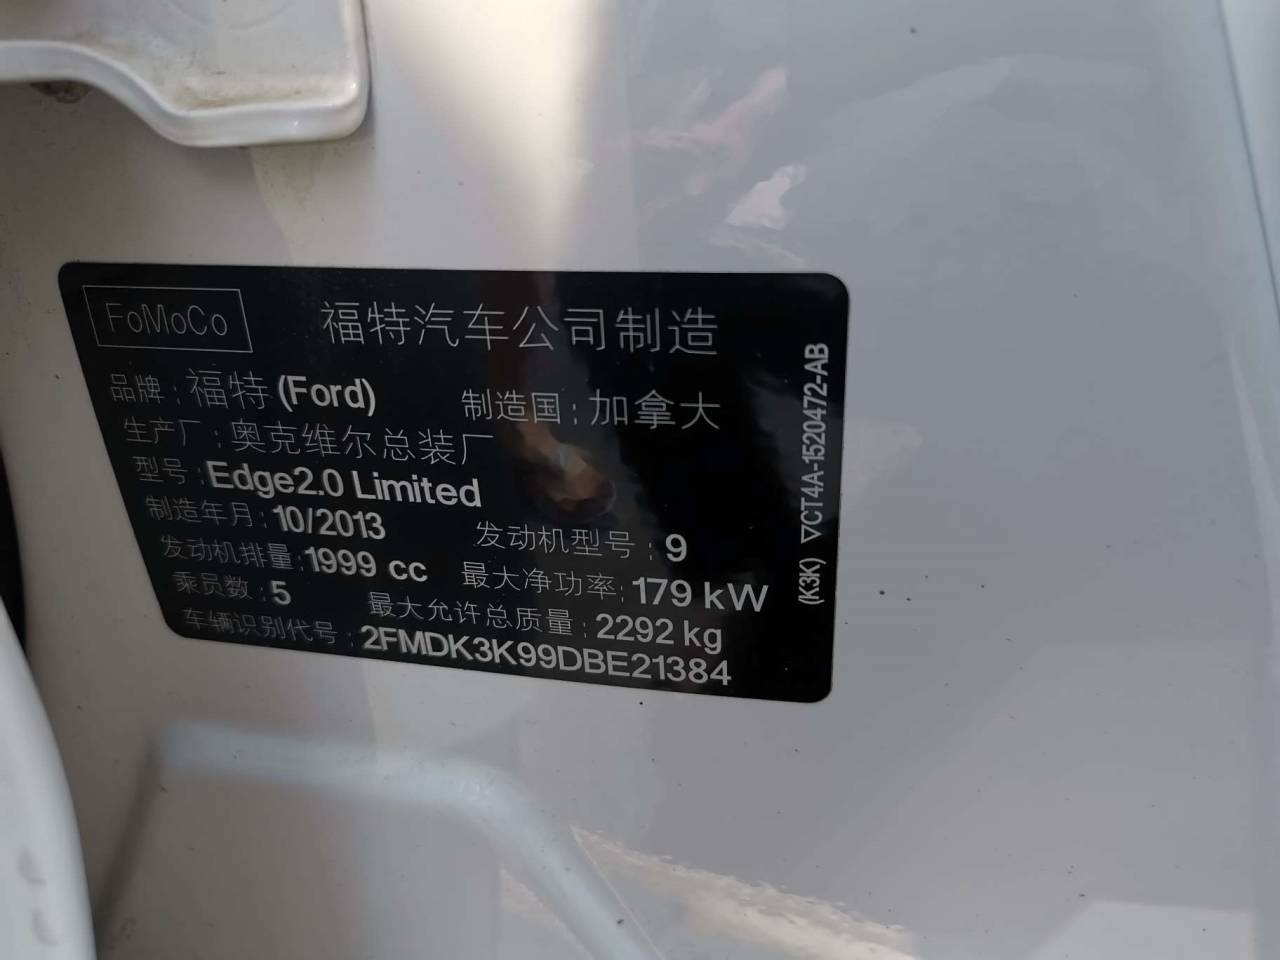 FoMoCo 福特汽车公司制造
品牌:福特(Ford) 制造国:加拿大
生产厂:奥克维尔总装厂
型号:Edge2.0 Limited
制造年月:10/2013 发动机型号:9
发动机排量:1999 cc 最大净功率:179 kW
乘员数:5 最大允许总质量:2292 kg
车辆识别代号:2FMDK3K99DBE21384
(K3K) ▽CT4A-1520472-AB